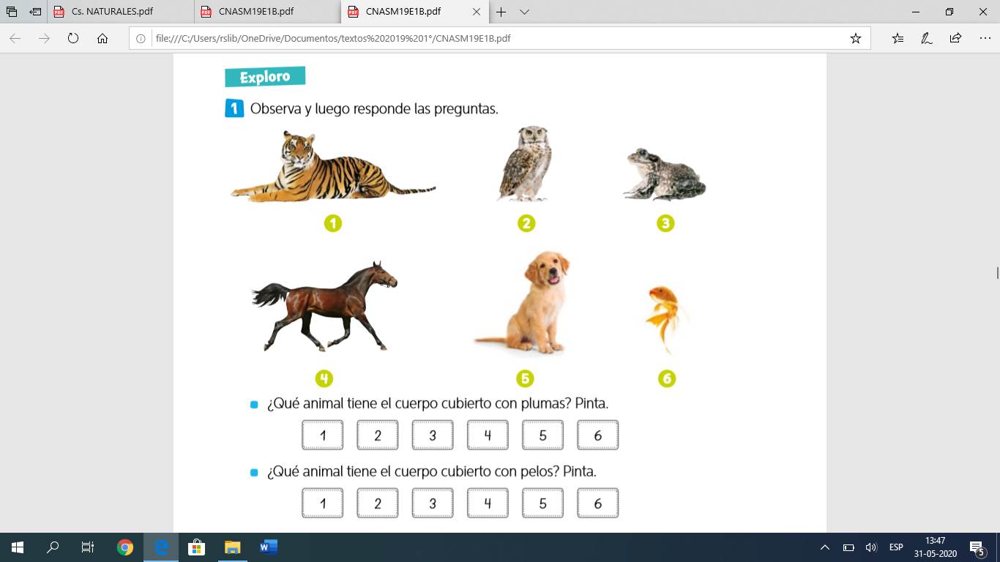 Cs. NATURALES.pdf
CNASM19E1B.pdf
CNASM19E1B.pdf
file:///C:/Users/rslib/OneDrive/Documentos/textos%202019%201°/CNASM19E1B.pdf
Exploro
1 Observa y luego responde las preguntas.
1 2 3
4 5 6
¿Qué animal tiene el cuerpo cubierto con plumas? Pinta.
1 2 3 4 5 6
¿Qué animal tiene el cuerpo cubierto con pelos? Pinta.
1 2 3 4 5 6
ESP
13:47
31-05-2020
5